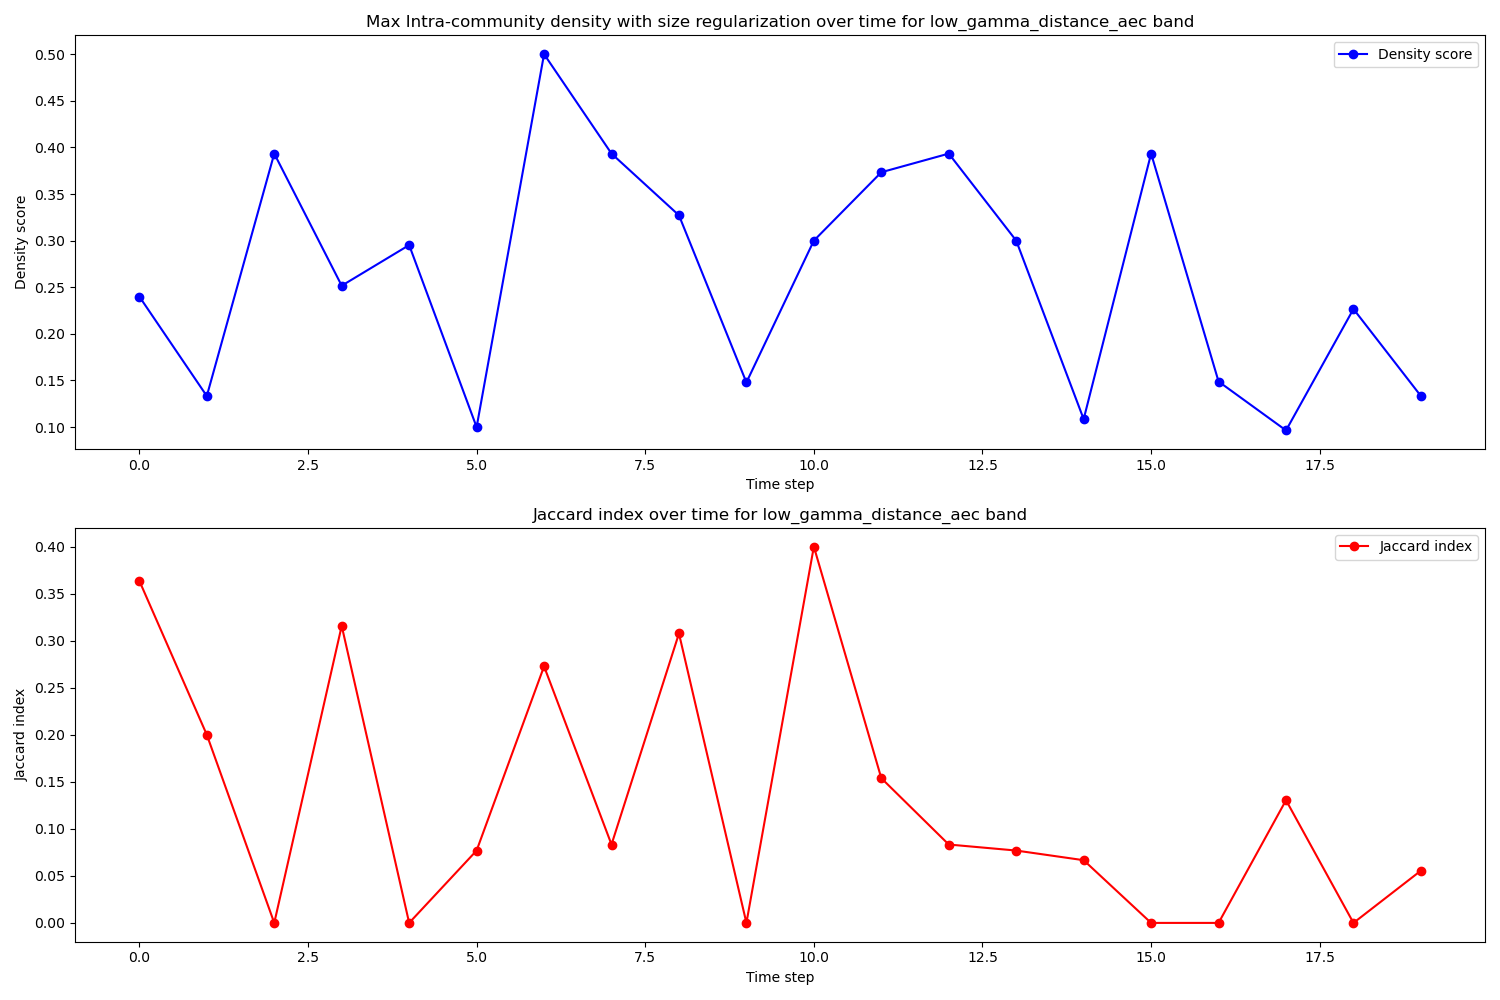 Max Intra-community density with size regularization over time for low_gamma_distance_aec band
Density score
0.50
0.45
0.40
0.35
0.30
0.25
0.20
0.15
0.10
Density score
0.0 2.5 5.0 7.5 10.0 12.5 15.0 17.5
Time step
Jaccard index over time for low_gamma_distance_aec band
Jaccard index
0.40
0.35
0.30
0.25
0.20
0.15
0.10
0.05
0.00
Jaccard index
0.0 2.5 5.0 7.5 10.0 12.5 15.0 17.5
Time step